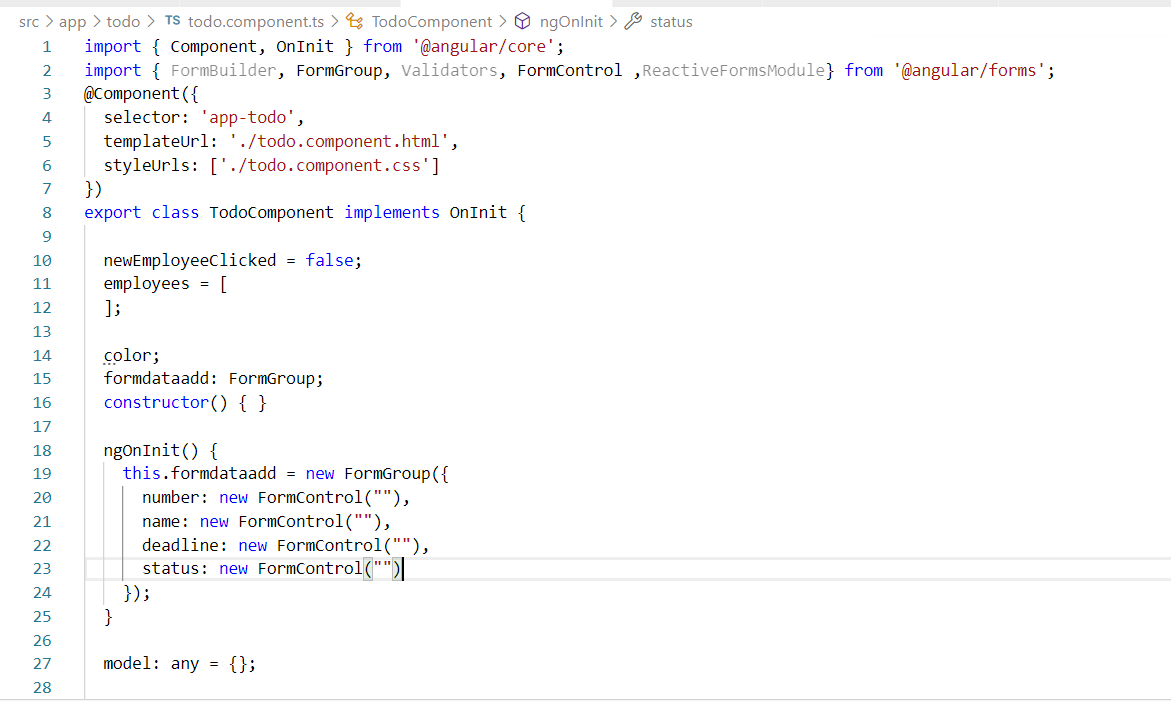 src > app > todo > TS todo.component.ts > TodoComponent > ngOnInit > status
1 import { Component, OnInit } from '@angular/core';
2 import { FormBuilder, FormGroup, Validators, FormControl ,ReactiveFormsModule} from '@angular/forms';
3 @Component({
4   selector: 'app-todo',
5   templateUrl: './todo.component.html',
6   styleUrls: ['./todo.component.css']
7 })
8 export class TodoComponent implements OnInit {
9
10   newEmployeeClicked = false;
11   employees = [
12   ];
13
14   color;
15   formdataadd: FormGroup;
16   constructor() { }
17
18   ngOnInit() {
19     this.formdataadd = new FormGroup({
20       number: new FormControl(""),
21       name: new FormControl(""),
22       deadline: new FormControl(""),
23       status: new FormControl("")
24     });
25   }
26
27   model: any = {};
28